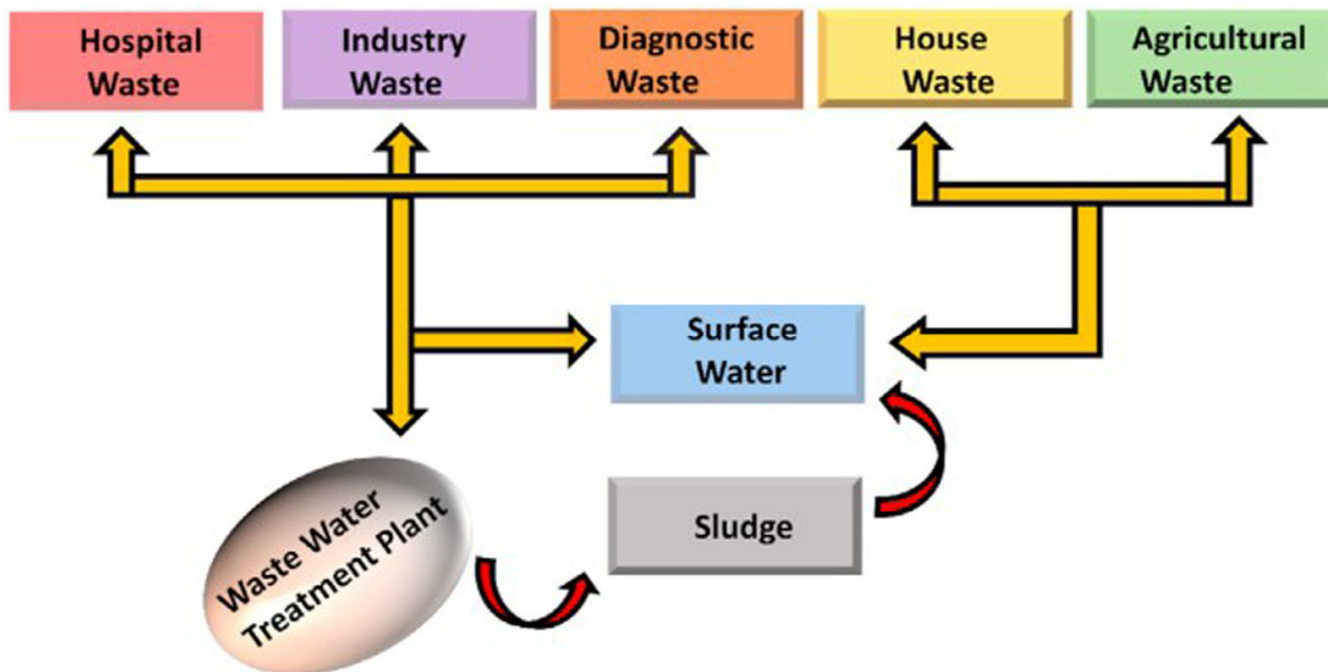 Hospital
Waste
Industry
Waste
Diagnostic
Waste
House
Waste
Agricultural
Waste
Surface
Water
Waste Water
Treatment Plant
Sludge